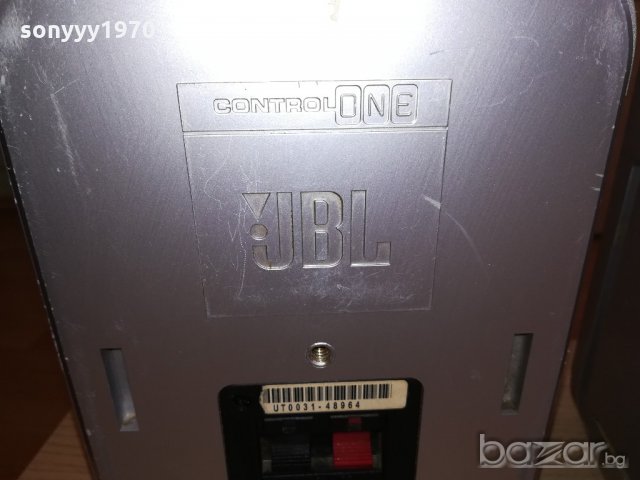 sonyyy1970
CONTROL ONE
JBL
UT0031-48964
bazar.bg